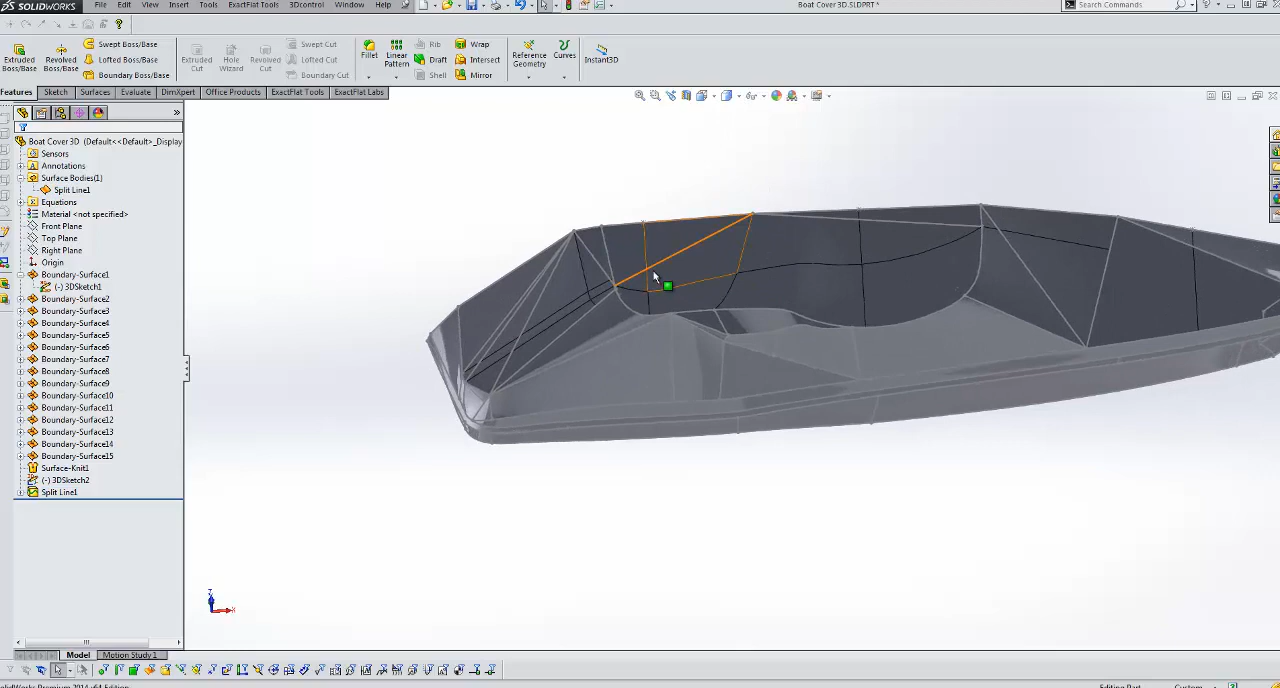 SOLIDWORKS File Edit View Insert Tools ExactFlat Tools 3Dcontrol Window Help Boat Cover 3D.SLDPRT * Search Commands
Extruded Boss/Base Revolved Boss/Base Swept Boss/Base Lofted Boss/Base Boundary Boss/Base Extruded Cut Hole Wizard Revolved Cut Swept Cut Lofted Cut Boundary Cut Fillet Linear Pattern Rib Draft Shell Wrap Intersect Mirror Reference Geometry Curves Instant3D
Features Sketch Surfaces Evaluate DimXpert Office Products ExactFlat Tools ExactFlat Labs
Boat Cover 3D (Default<<Default>_Display
Sensors
Annotations
Surface Bodies(1)
Split Line1
Equations
Material <not specified>
Front Plane
Top Plane
Right Plane
Origin
Boundary-Surface1
(-) 3DSketch1
Boundary-Surface2
Boundary-Surface3
Boundary-Surface4
Boundary-Surface5
Boundary-Surface6
Boundary-Surface7
Boundary-Surface8
Boundary-Surface9
Boundary-Surface10
Boundary-Surface11
Boundary-Surface12
Boundary-Surface13
Boundary-Surface14
Boundary-Surface15
Surface-Knit1
(-) 3DSketch2
Split Line1
Z
X
Model Motion Study 1
SolidWorks Premium 2014 x64 Edition Editing Part Custom